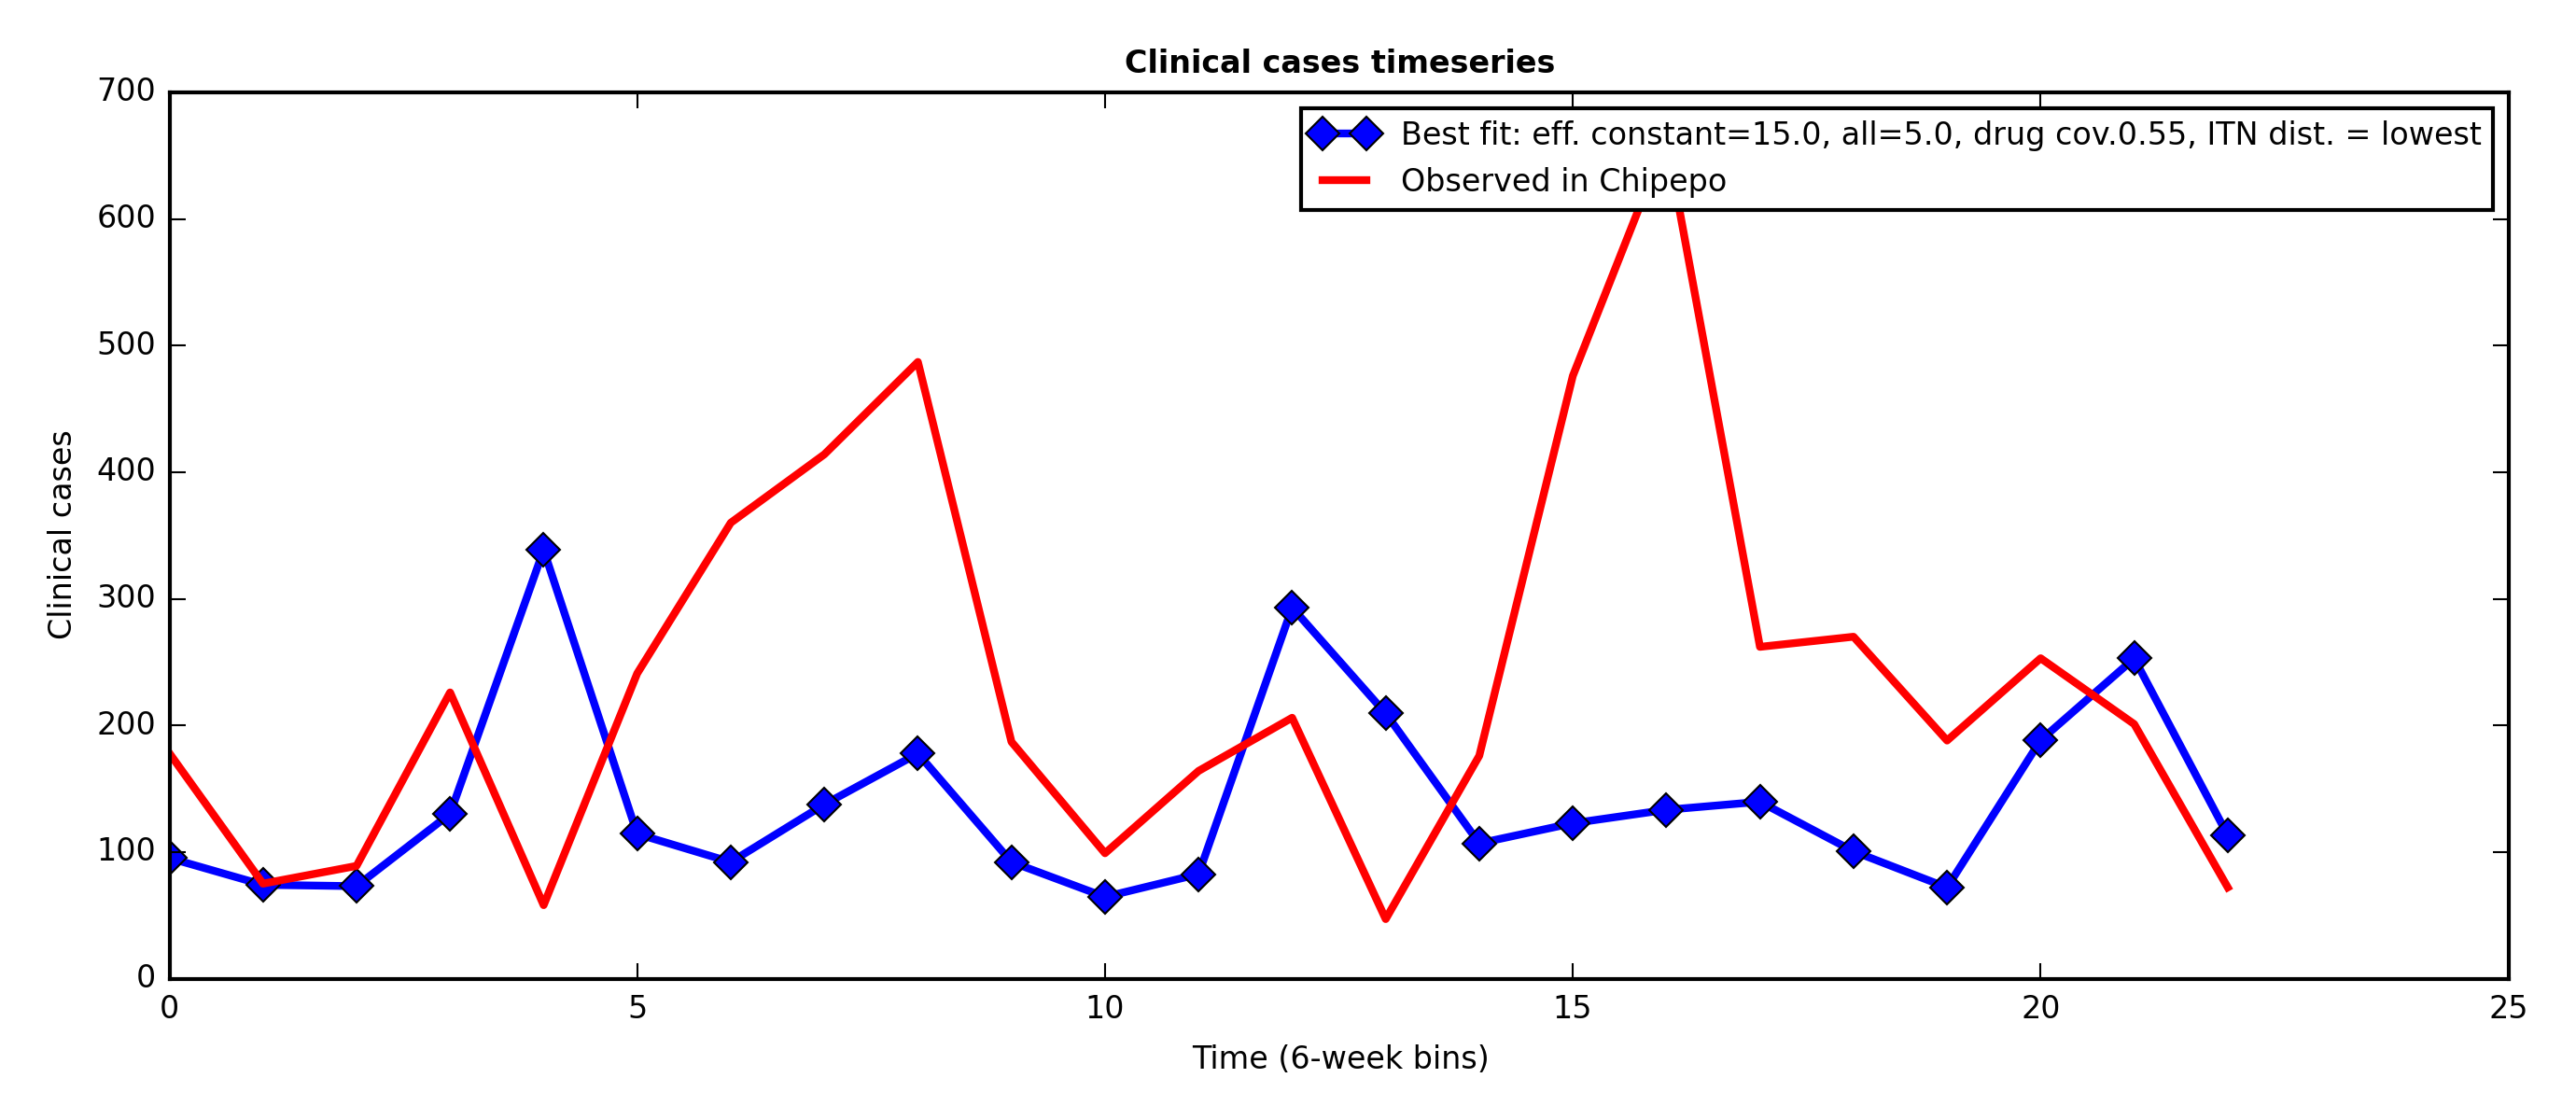 Clinical cases timeseries
700
600
500
400
300
200
100
0
Clinical cases
Best fit: eff. constant=15.0, all=5.0, drug cov.0.55, ITN dist. = lowest
Observed in Chipepo
0 5 10 15 20 25
Time (6-week bins)